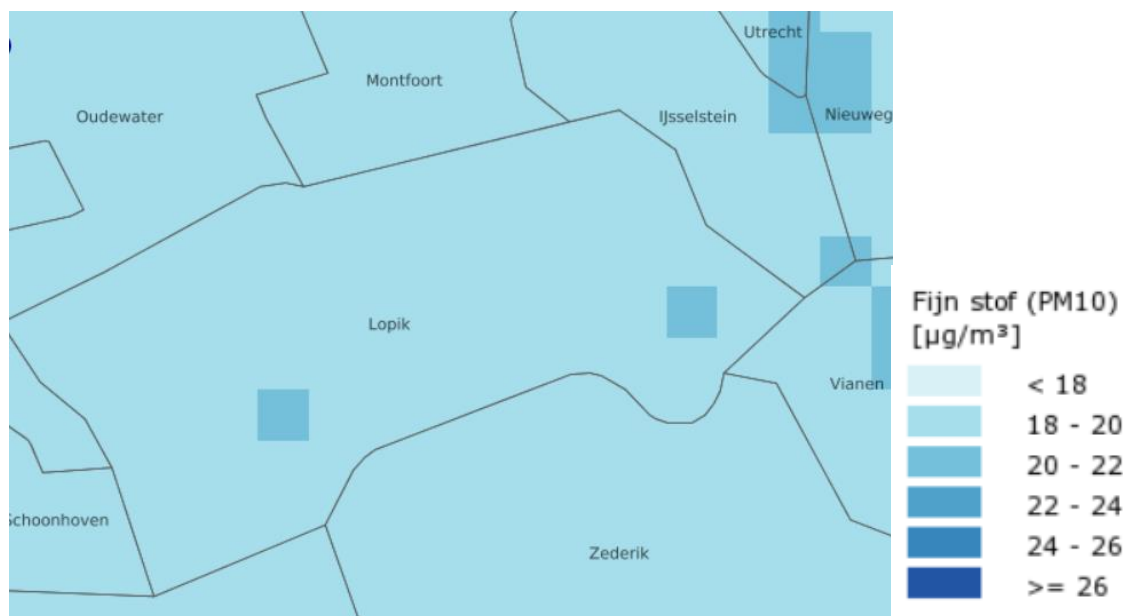 Utrecht
Montfoort
Oudewater
IJsselstein
Nieuweg
Lopik
Vianen
Schoonhoven
Zederik
Fijn stof (PM10)
[µg/m³]
< 18
18 - 20
20 - 22
22 - 24
24 - 26
>= 26